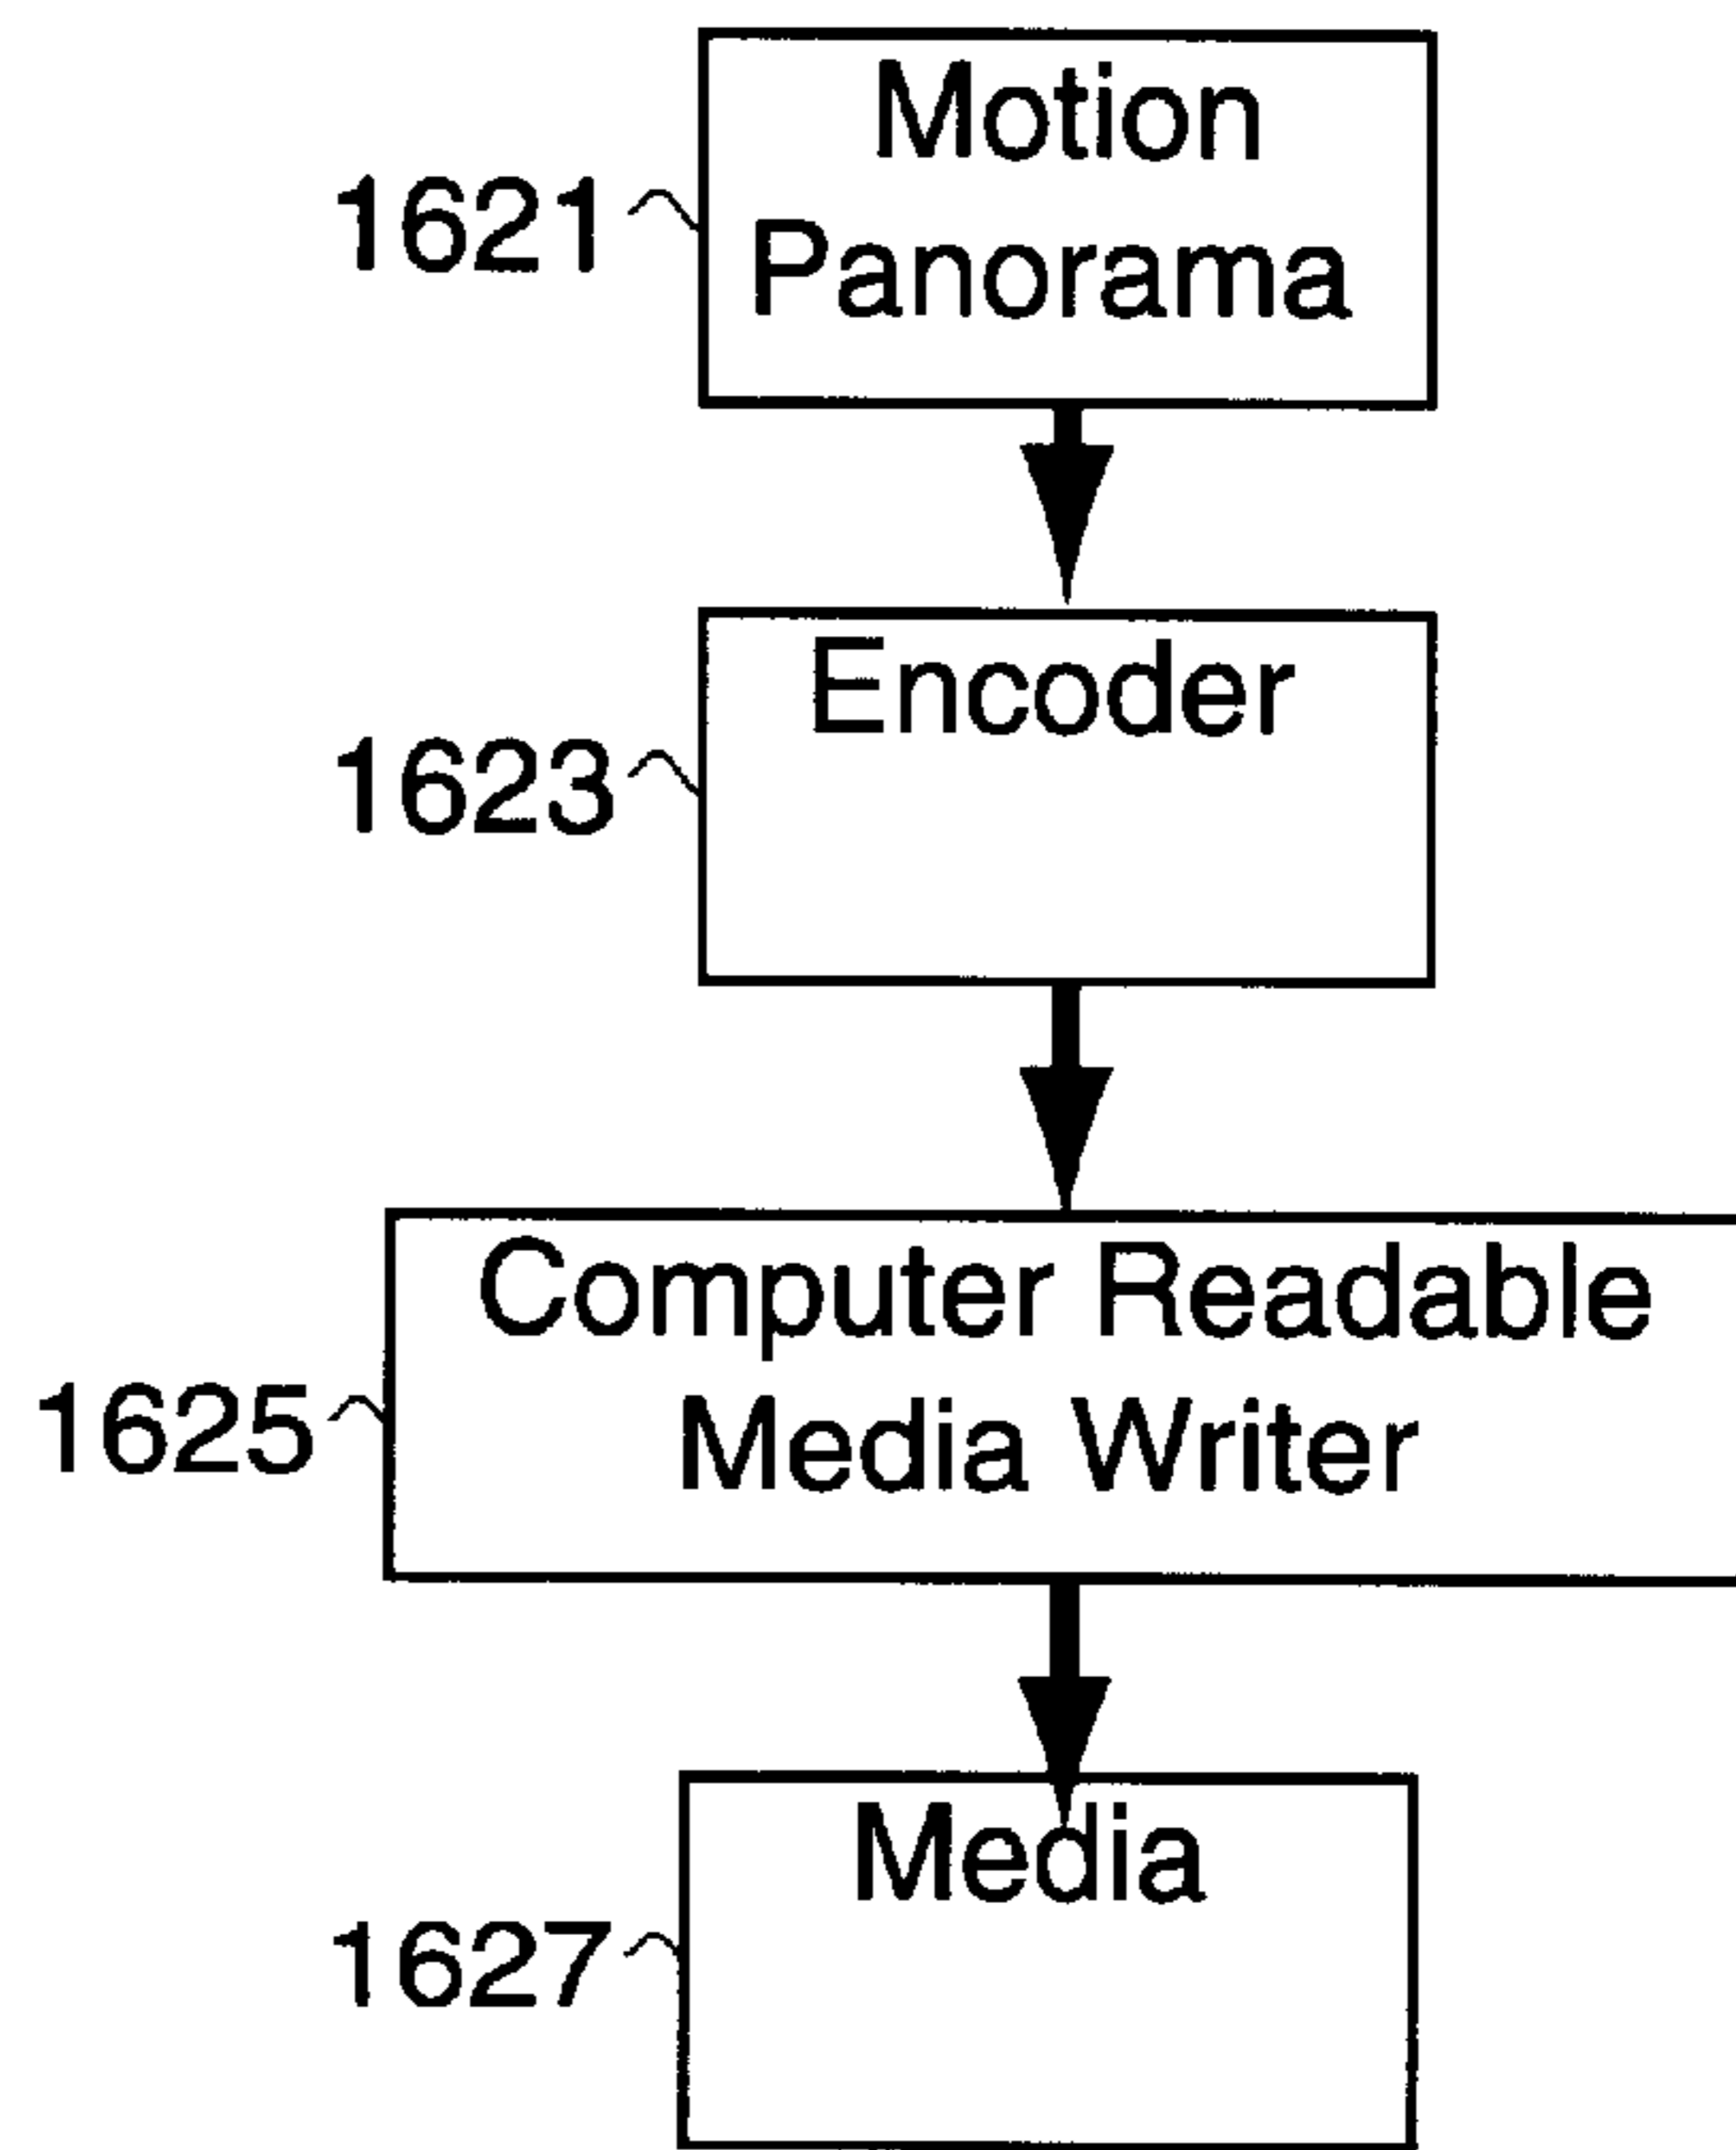 Motion
1621
Panorama
Encoder
1623
Computer Readable
1625
Media Writer
Media
1627